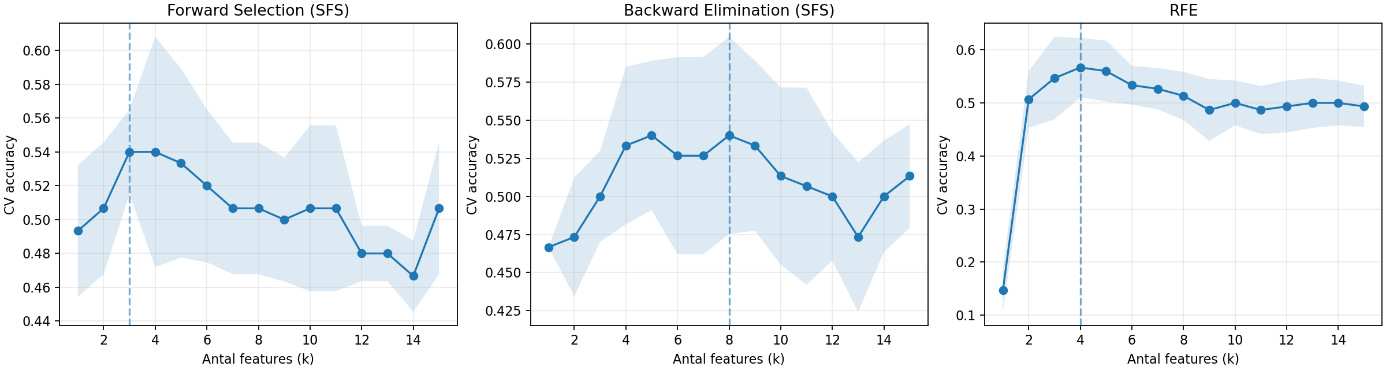 Forward Selection (SFS)
CV accuracy
0.60
0.58
0.56
0.54
0.52
0.50
0.48
0.46
0.44
2 4 6 8 10 12 14
Antal features (k)
Backward Elimination (SFS)
CV accuracy
0.600
0.575
0.550
0.525
0.500
0.475
0.450
0.425
2 4 6 8 10 12 14
Antal features (k)
RFE
CV accuracy
0.6
0.5
0.4
0.3
0.2
0.1
2 4 6 8 10 12 14
Antal features (k)